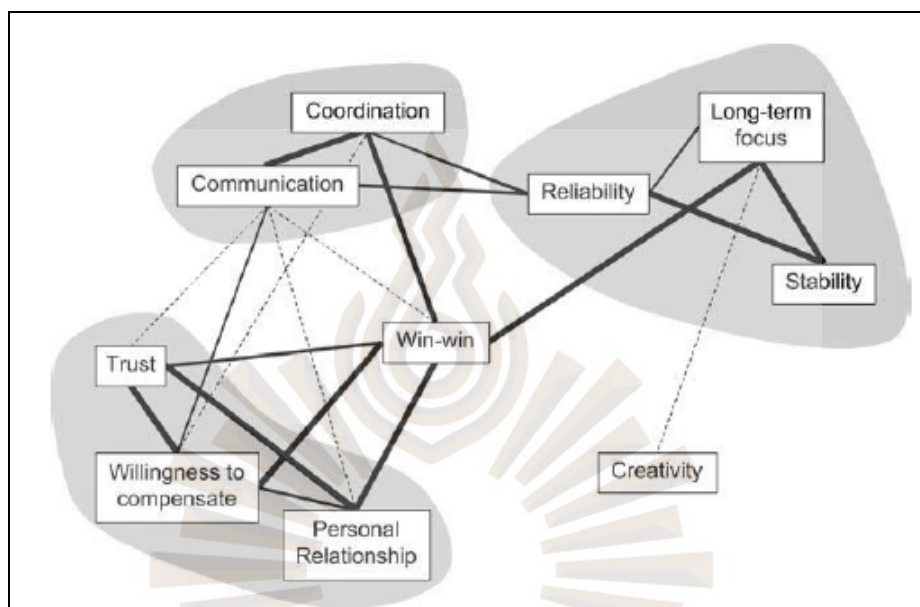 Coordination
Long-term
focus
Communication
Reliability
Stability
Win-win
Trust
Willingness to
compensate
Creativity
Personal
Relationship